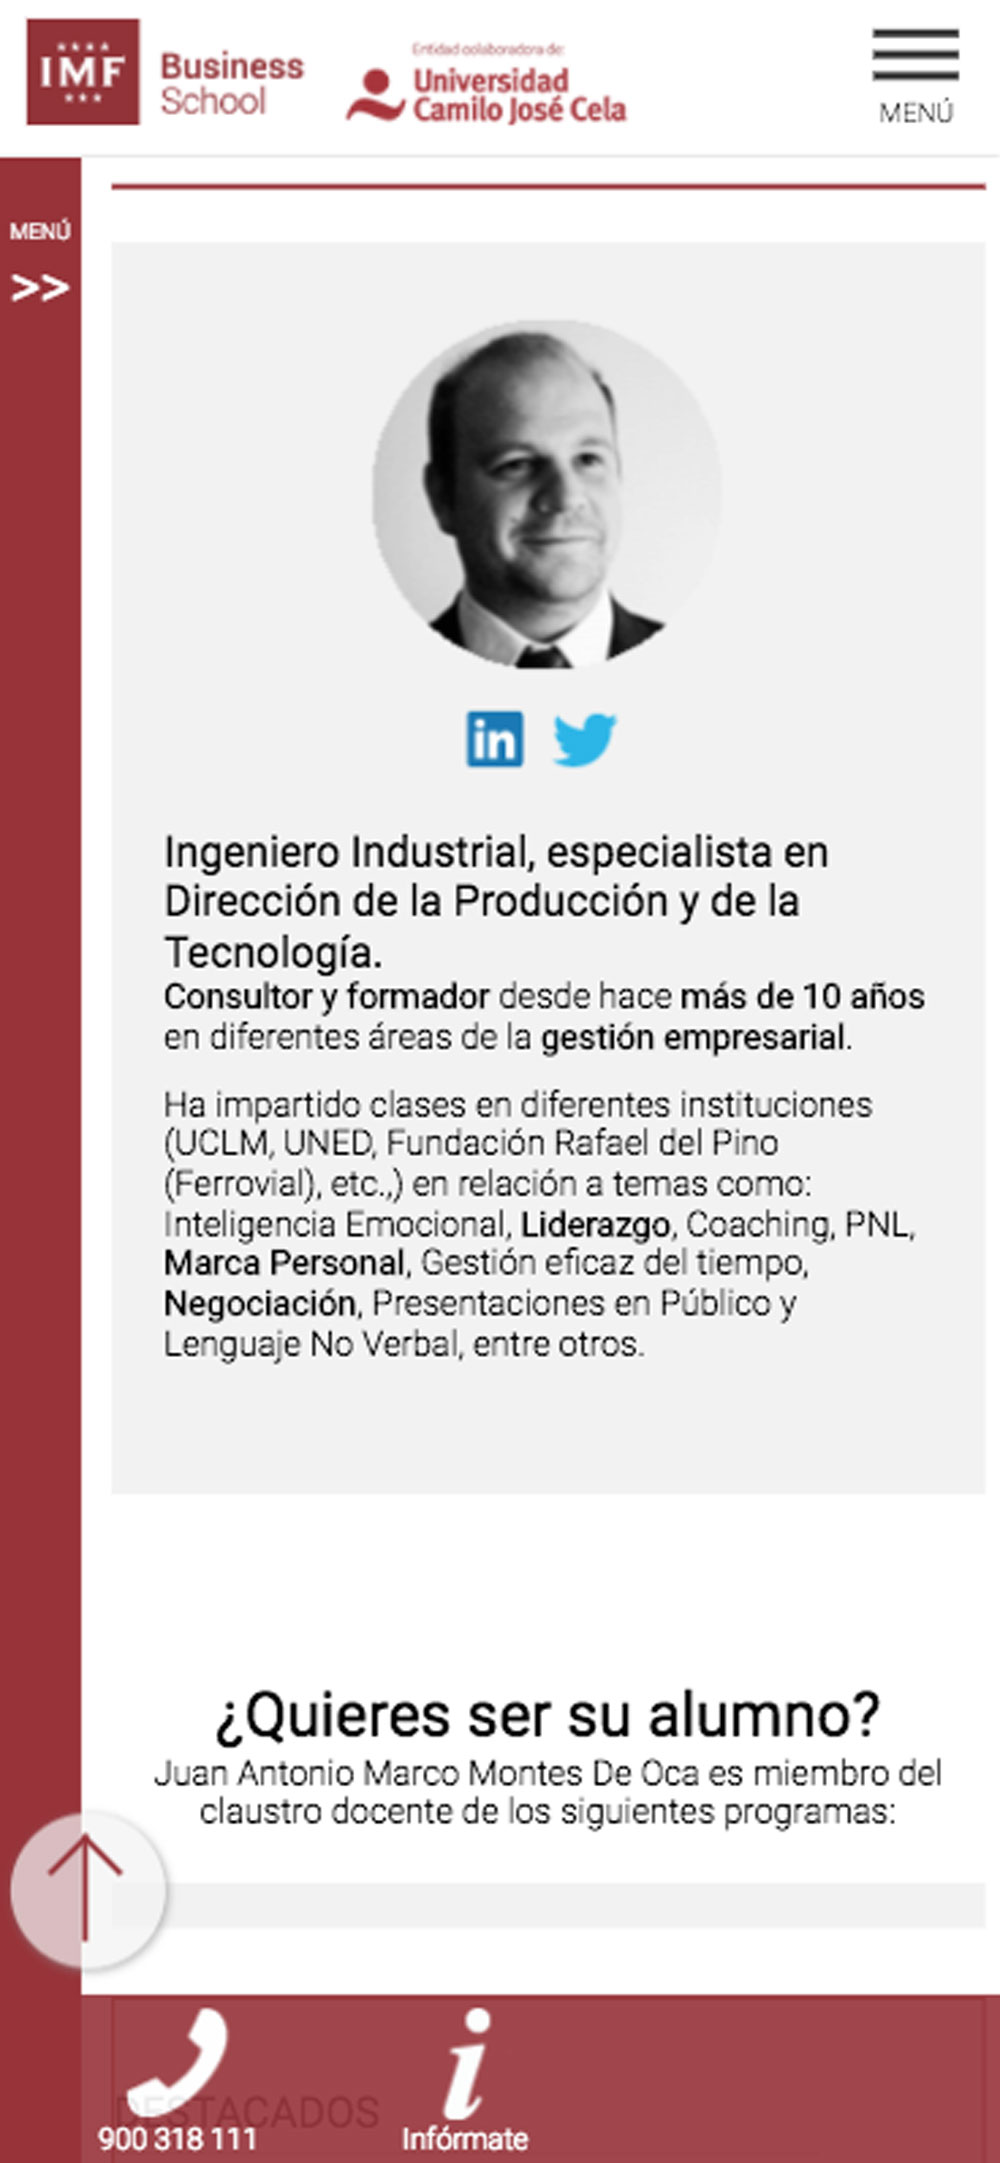 IMF
Business
School
Entidad colaboradora de:
Universidad
Camilo José Cela
MENÚ
MENÚ
>>
in
Ingeniero Industrial, especialista en
Dirección de la Producción y de la
Tecnología.
Consultor y formador desde hace más de 10 años
en diferentes áreas de la gestión empresarial.
Ha impartido clases en diferentes instituciones
(UCLM, UNED, Fundación Rafael del Pino
(Ferrovial), etc.,) en relación a temas como:
Inteligencia Emocional, Liderazgo, Coaching, PNL,
Marca Personal, Gestión eficaz del tiempo,
Negociación, Presentaciones en Público y
Lenguaje No Verbal, entre otros.
¿Quieres ser su alumno?
Juan Antonio Marco Montes De Oca es miembro del
claustro docente de los siguientes programas:
DESTACADOS
900 318 111
Infórmate